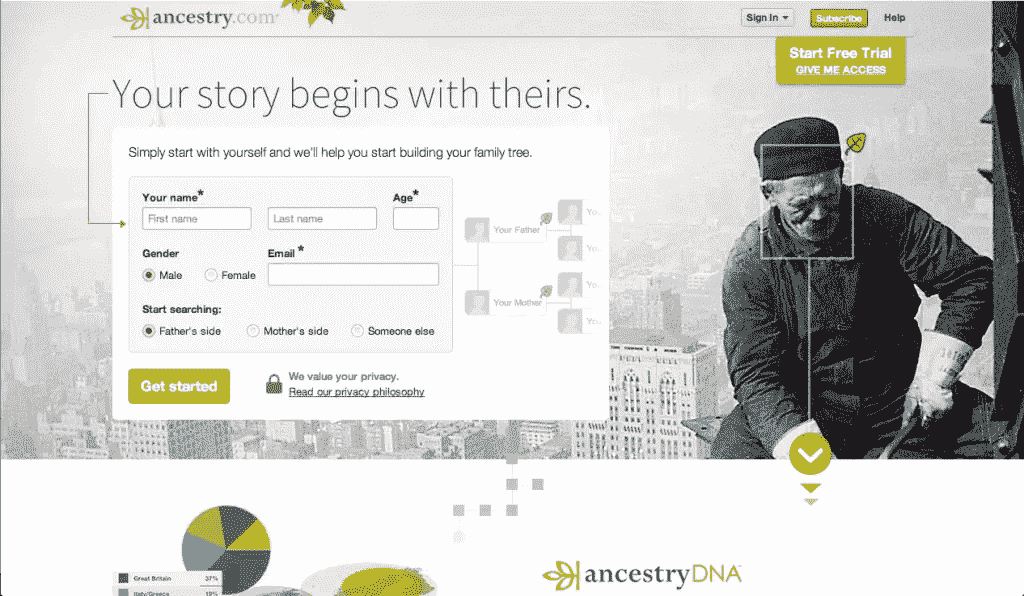 ancestry.com
Sign In
Subscribe
Help
Start Free Trial
GIVE ME ACCESS
Your story begins with theirs.
Simply start with yourself and we'll help you start building your family tree.
Your name*
Age*
First name
Last name
Gender
Email *
Male
Female
Start searching:
Father's side
Mother's side
Someone else
Your Father
Your Mother
Yo..
Yo..
Yo..
You
Get started
We value your privacy.
Read our privacy philosophy
Great Britain 37%
Italy/Greece 19%
ancestryDNA